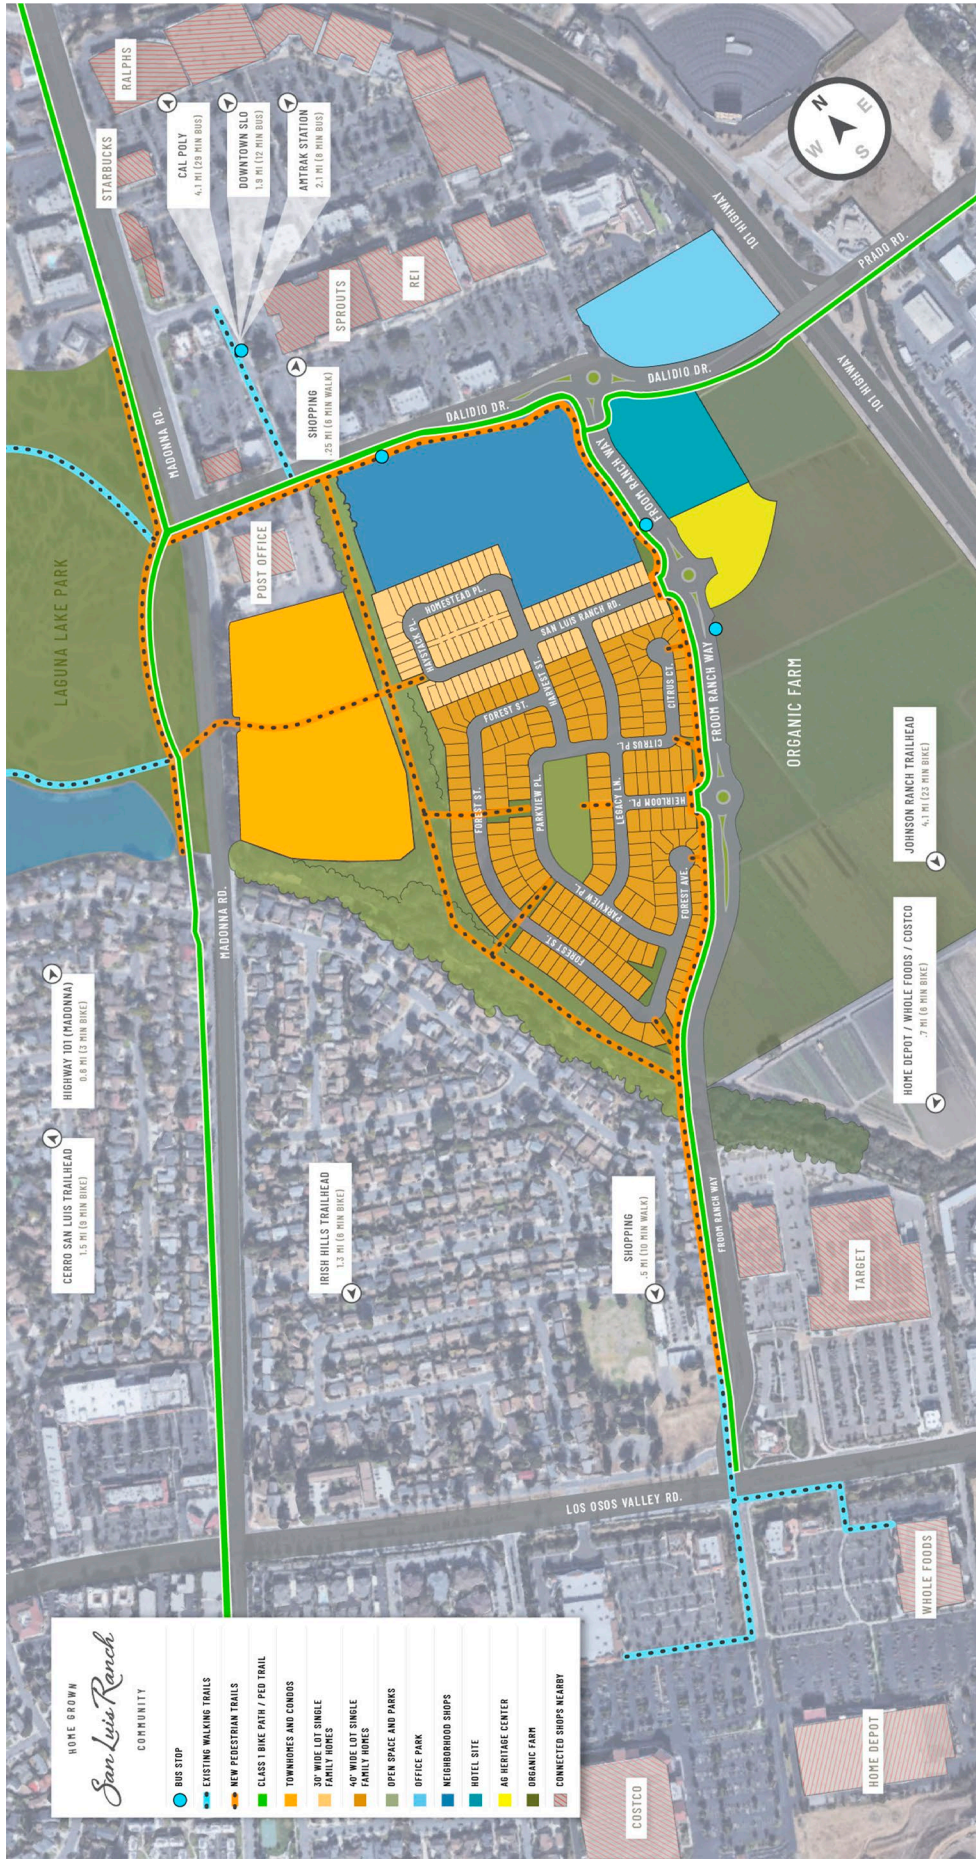 HOME GROWN
San Luis Ranch
COMMUNITY
BUS STOP
EXISTING WALKING TRAILS
NEW PEDESTRIAN TRAILS
CLASS 1 BIKE PATH / PED TRAIL
TOWNHOMES AND CONDOS
30' WIDE LOT SINGLE
FAMILY HOMES
40' WIDE LOT SINGLE
FAMILY HOMES
OPEN SPACE AND PARKS
OFFICE PARK
NEIGHBORHOOD SHOPS
HOTEL SITE
AG HERITAGE CENTER
ORGANIC FARM
CONNECTED SHOPS NEARBY
CERRO SAN LUIS TRAILHEAD
1.5 MI (9 MIN BIKE)
HIGHWAY 101 (MADONNA)
0.6 MI (3 MIN BIKE)
LAGUNA LAKE PARK
MADONNA RD.
MADONNA RD.
STARBUCKS
RALPHS
CAL POLY
4.1 MI (29 MIN BUS)
DOWNTOWN SLO
1.9 MI (12 MIN BUS)
AMTRAK STATION
2.1 MI (8 MIN BUS)
POST OFFICE
SHOPPING
.25 MI (6 MIN WALK)
SPROUTS
REI
IRISH HILLS TRAILHEAD
1.3 MI (6 MIN BIKE)
DALIDIO DR.
DALIDIO DR.
HAYSTACK PL.
HOMESTEAD PL.
SAN LUIS RANCH RD.
HARVEST ST.
FOREST ST.
FOREST ST.
FOREST ST.
PARKVIEW PL.
PARKVIEW PL.
LEGACY LN.
CITRUS PL.
CITRUS CT.
HEIRLOOM PL.
FOREST AVE.
FROOM RANCH WAY
FROOM RANCH WAY
FROOM RANCH WAY
101 HIGHWAY
101 HIGHWAY
PRADO RD.
N
E
S
W
SHOPPING
.5 MI (10 MIN WALK)
LOS OSOS VALLEY RD.
ORGANIC FARM
COSTCO
TARGET
HOME DEPOT
WHOLE FOODS
HOME DEPOT / WHOLE FOODS / COSTCO
.7 MI (6 MIN BIKE)
JOHNSON RANCH TRAILHEAD
4.1 MI (23 MIN BIKE)